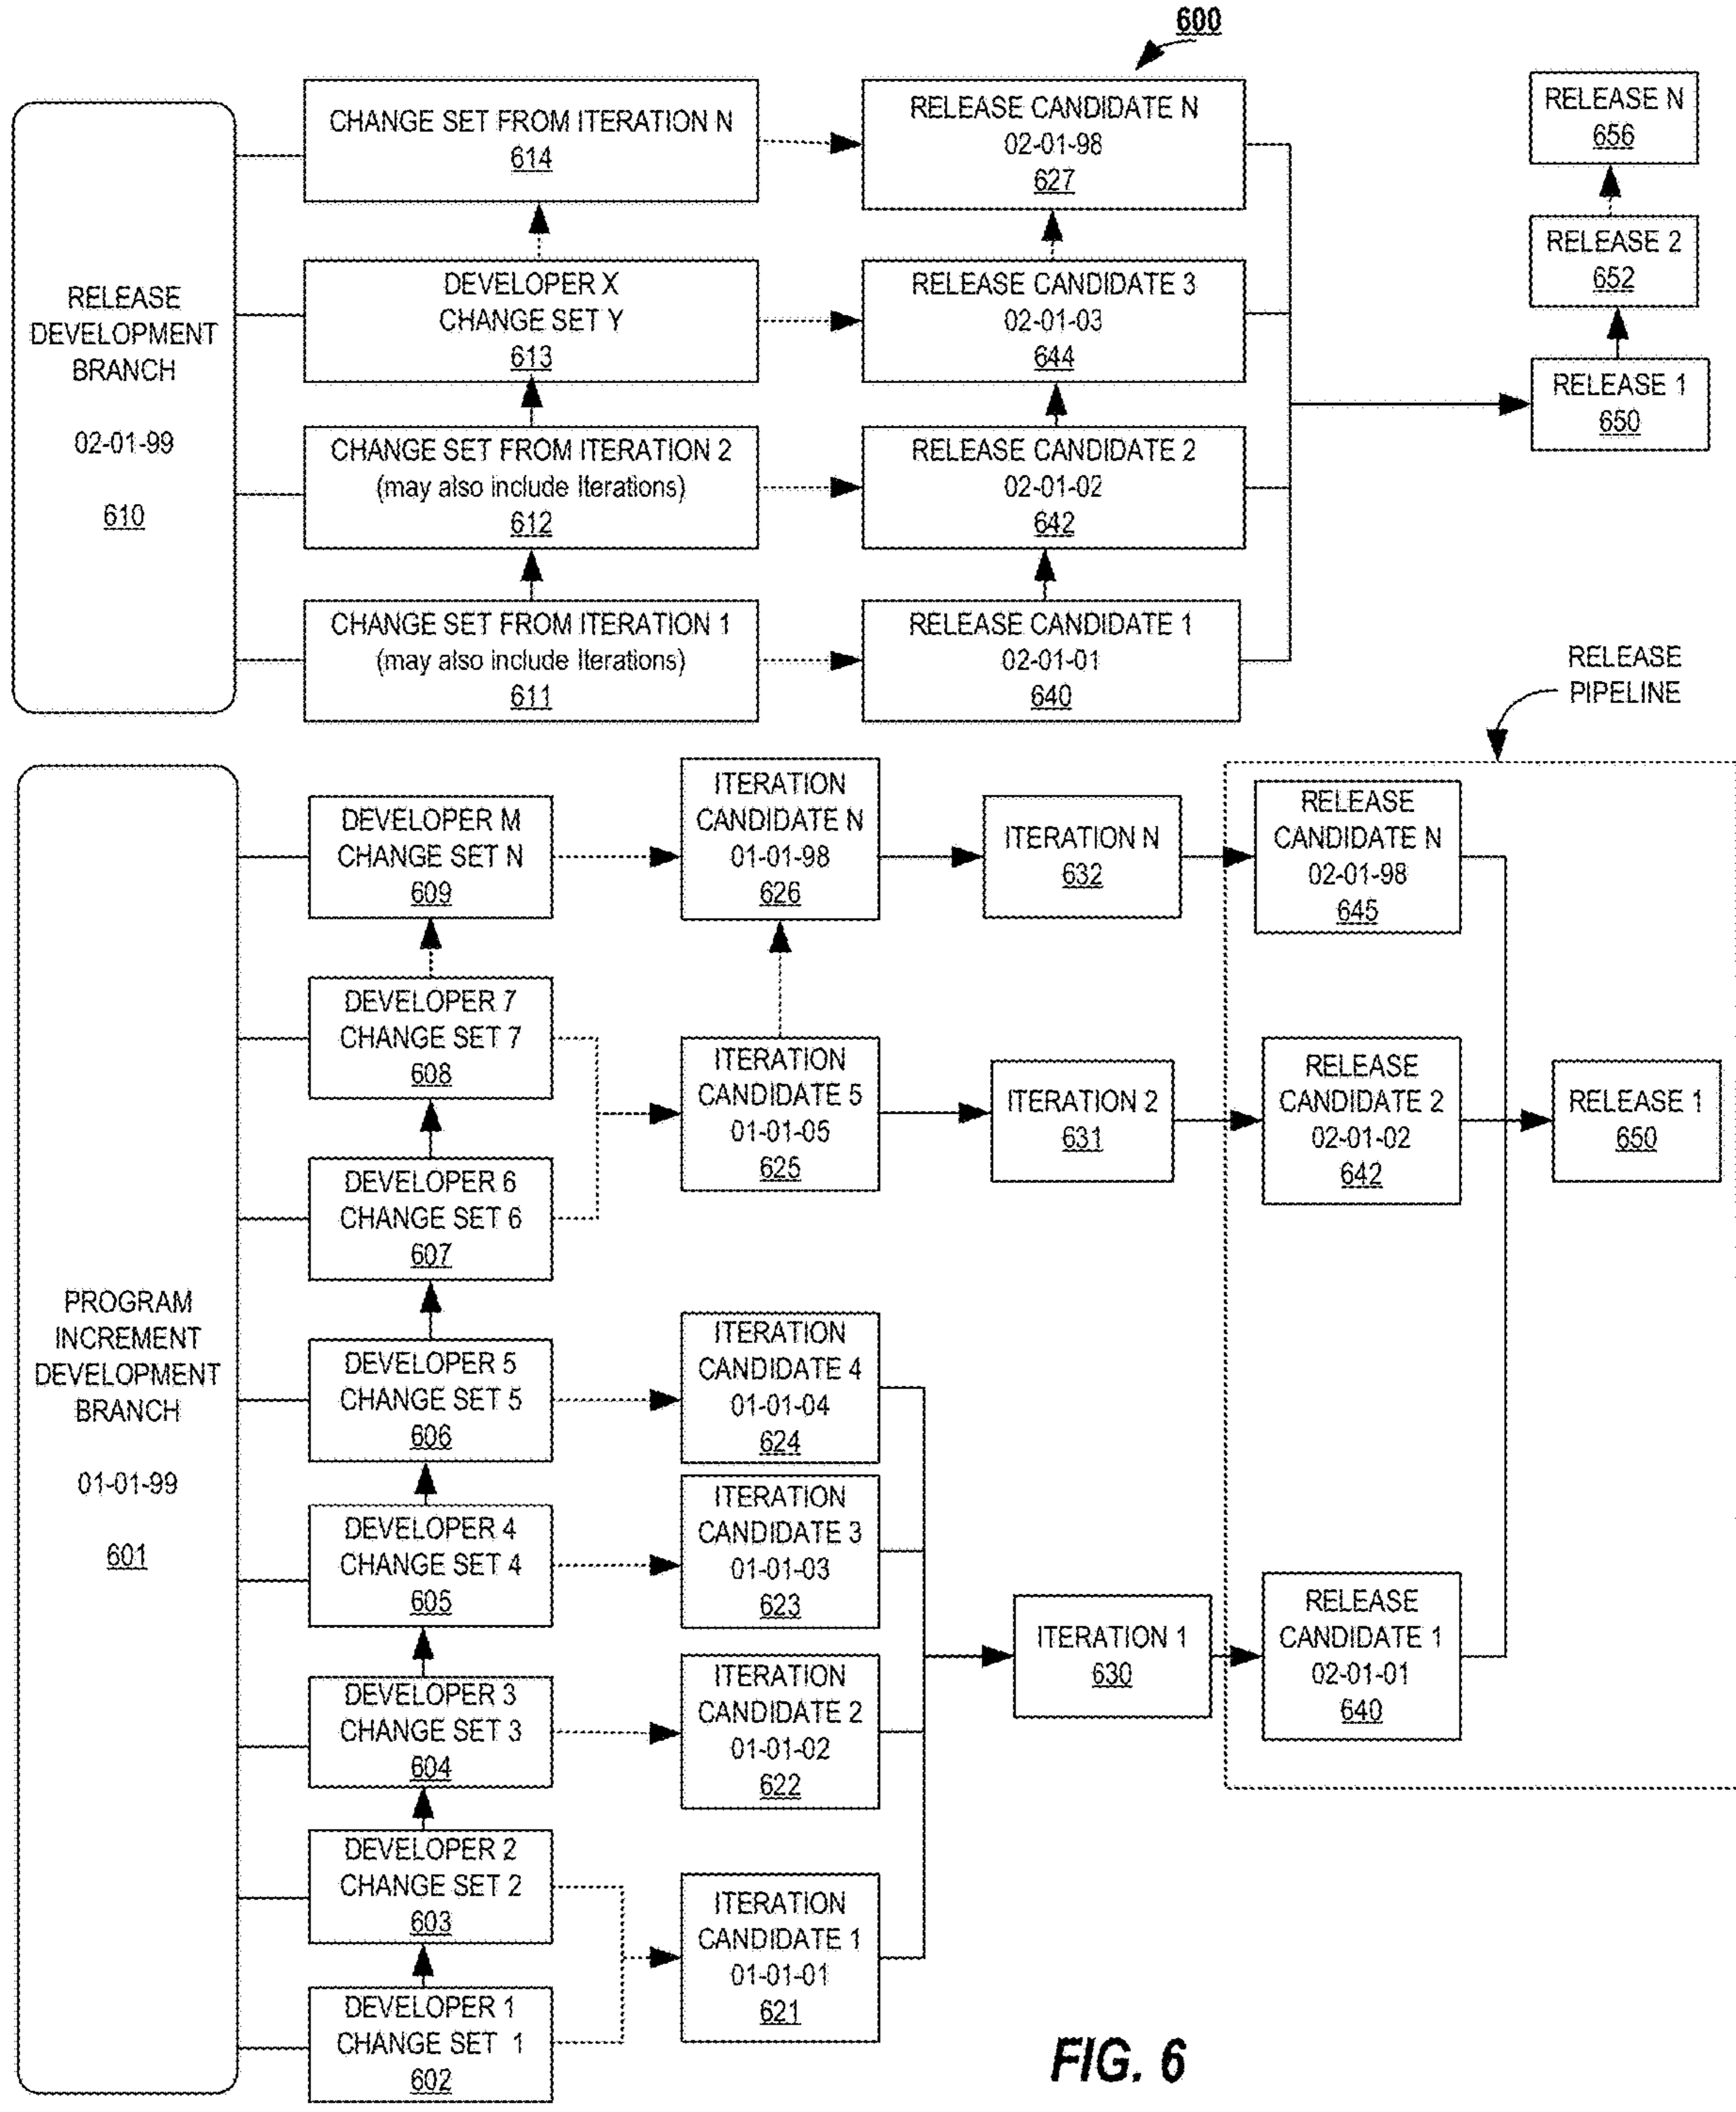 600
RELEASE
DEVELOPMENT
BRANCH
02-01-99
610
CHANGE SET FROM ITERATION N
614
DEVELOPER X
CHANGE SET Y
613
CHANGE SET FROM ITERATION 2
(may also include Iterations)
612
CHANGE SET FROM ITERATION 1
(may also include Iterations)
611
RELEASE CANDIDATE N
02-01-98
627
RELEASE CANDIDATE 3
02-01-03
644
RELEASE CANDIDATE 2
02-01-02
642
RELEASE CANDIDATE 1
02-01-01
640
RELEASE N
656
RELEASE 2
652
RELEASE 1
650
RELEASE
PIPELINE
PROGRAM
INCREMENT
DEVELOPMENT
BRANCH
01-01-99
601
DEVELOPER M
CHANGE SET N
609
DEVELOPER 7
CHANGE SET 7
608
DEVELOPER 6
CHANGE SET 6
607
DEVELOPER 5
CHANGE SET 5
606
DEVELOPER 4
CHANGE SET 4
605
DEVELOPER 3
CHANGE SET 3
604
DEVELOPER 2
CHANGE SET 2
603
DEVELOPER 1
CHANGE SET 1
602
ITERATION
CANDIDATE N
01-01-98
626
ITERATION
CANDIDATE 5
01-01-05
625
ITERATION
CANDIDATE 4
01-01-04
624
ITERATION
CANDIDATE 3
01-01-03
623
ITERATION
CANDIDATE 2
01-01-02
622
ITERATION
CANDIDATE 1
01-01-01
621
ITERATION N
632
ITERATION 2
631
ITERATION 1
630
RELEASE
CANDIDATE N
02-01-98
645
RELEASE
CANDIDATE 2
02-01-02
642
RELEASE
CANDIDATE 1
02-01-01
640
RELEASE 1
650
FIG. 6